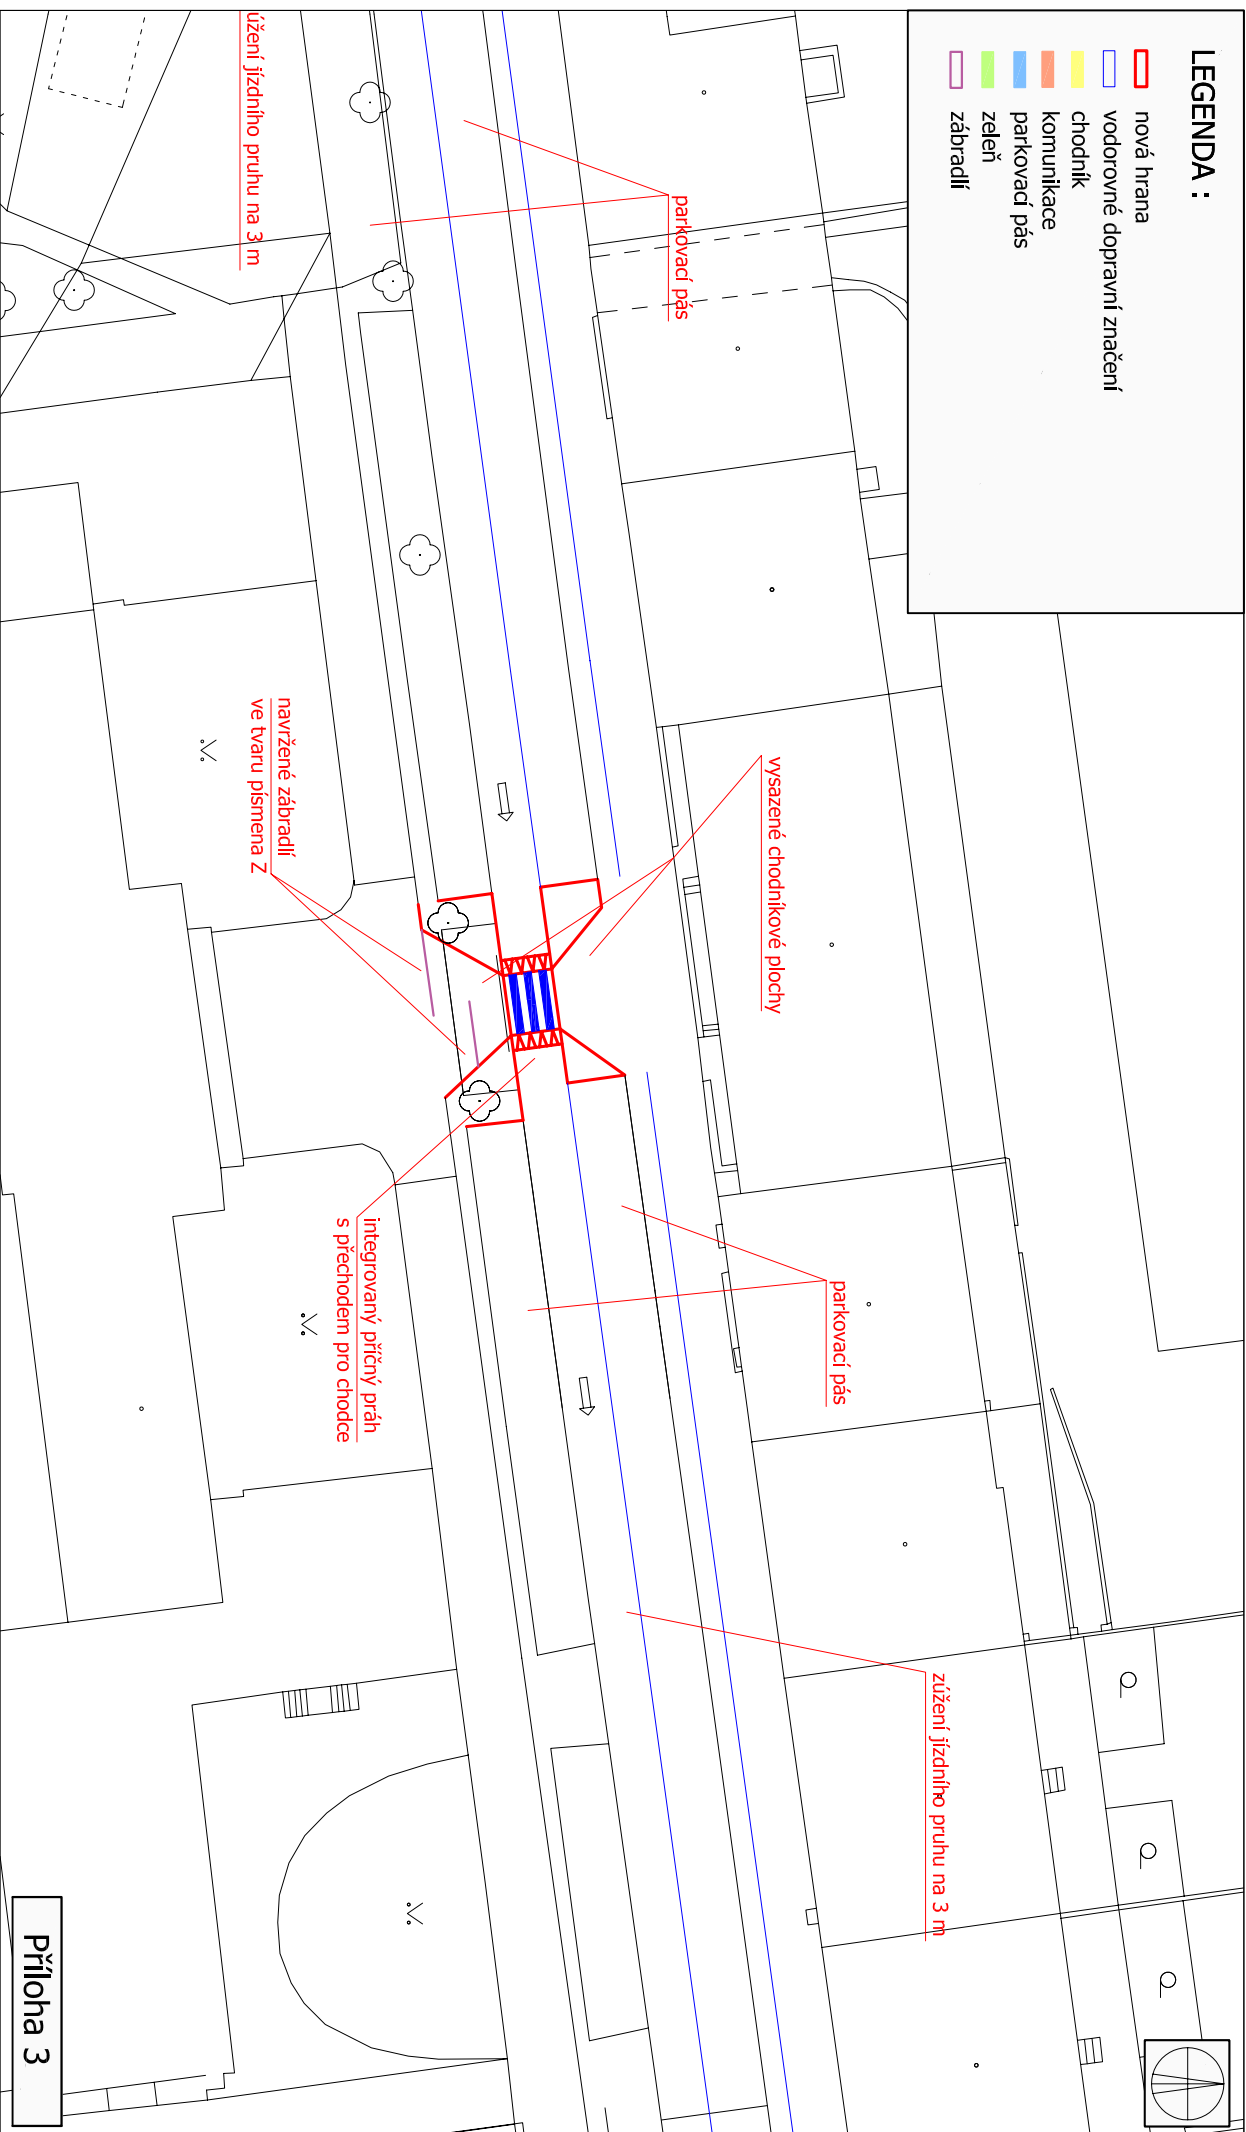 LEGENDA :
nová hrana
vodorovné dopravní značení
chodník
komunikace
parkovací pás
zeleň
zábradlí
parkovací pás
úžení jízdního pruhu na 3 m
vysazené chodníkové plochy
navržené zábradlí
ve tvaru písmena Z
parkovací pás
integrovaný příčný práh
s přechodem pro chodce
zúžení jízdního pruhu na 3 m
Příloha 3